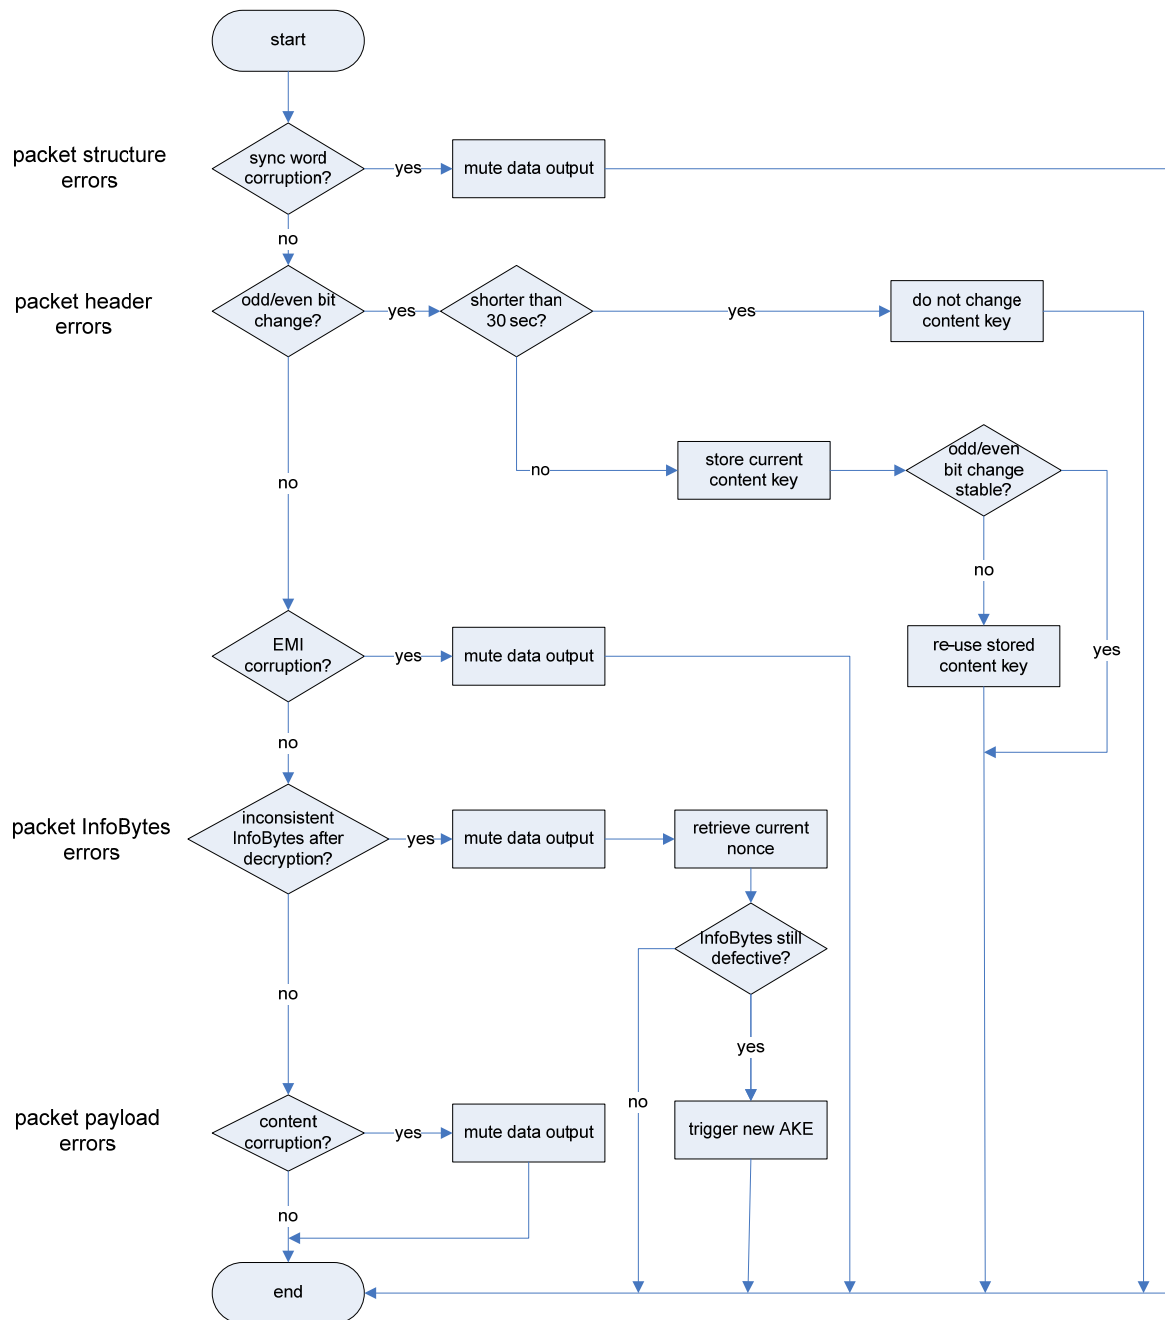 start
packet structure
errors
sync word
corruption?
yes
mute data output
no
packet header
errors
odd/even bit
change?
yes
shorter than
30 sec?
yes
do not change
content key
no
no
store current
content key
odd/even
bit change
stable?
no
yes
re-use stored
content key
EMI
corruption?
yes
mute data output
no
packet InfoBytes
errors
inconsistent
InfoBytes after
decryption?
yes
mute data output
retrieve current
nonce
InfoBytes still
defective?
no
yes
no
trigger new AKE
packet payload
errors
content
corruption?
yes
mute data output
no
end